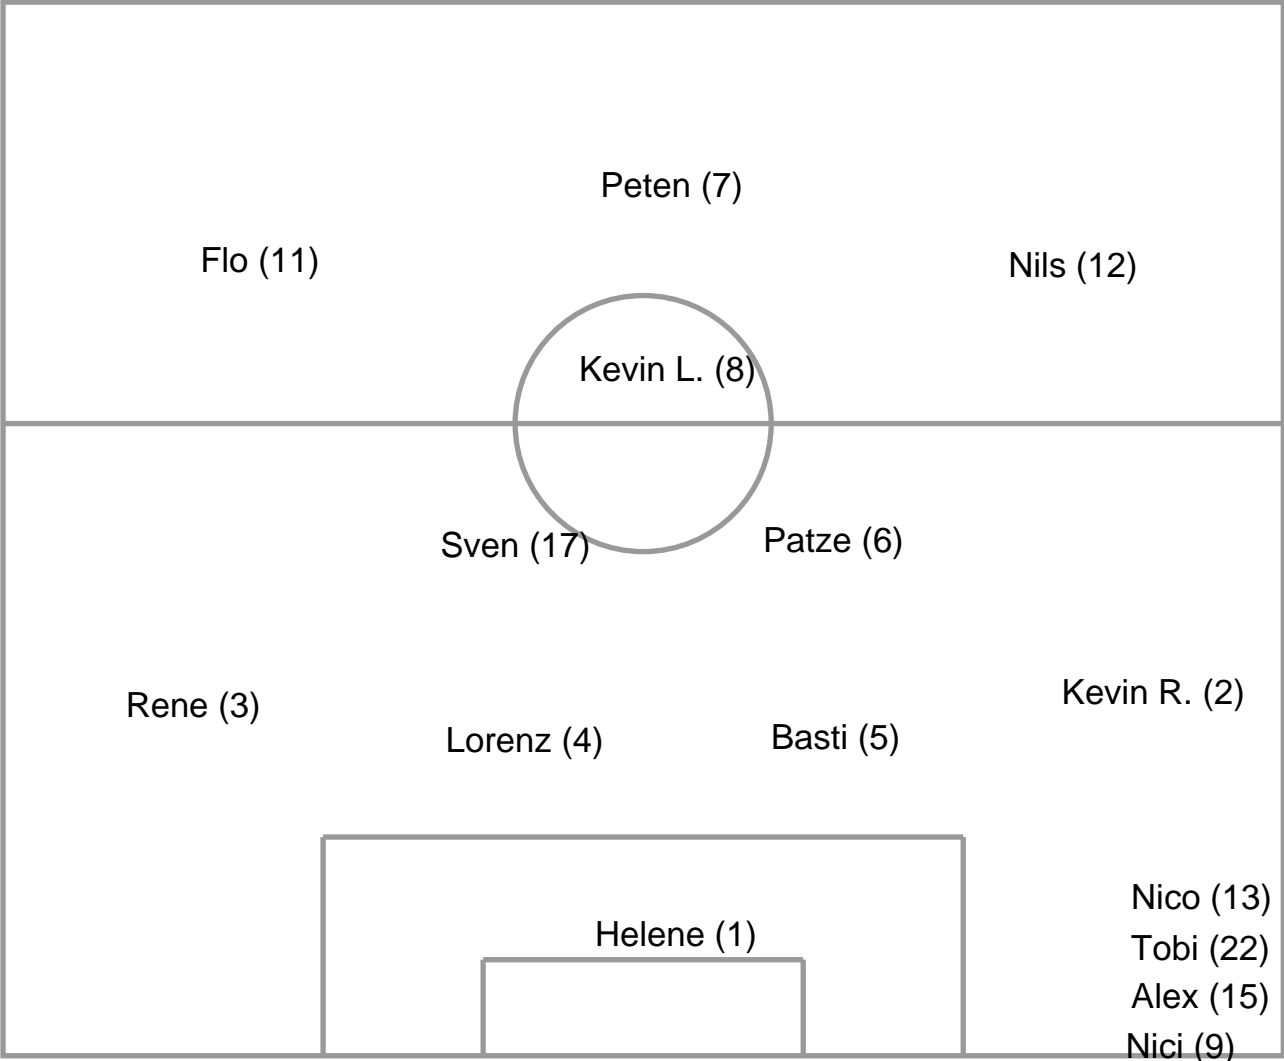 Peten (7)
Flo (11)
Nils (12)
Kevin L. (8)
Sven (17)
Patze (6)
Rene (3)
Kevin R. (2)
Lorenz (4)
Basti (5)
Nico (13)
Helene (1)
Tobi (22)
Alex (15)
Nici (9)